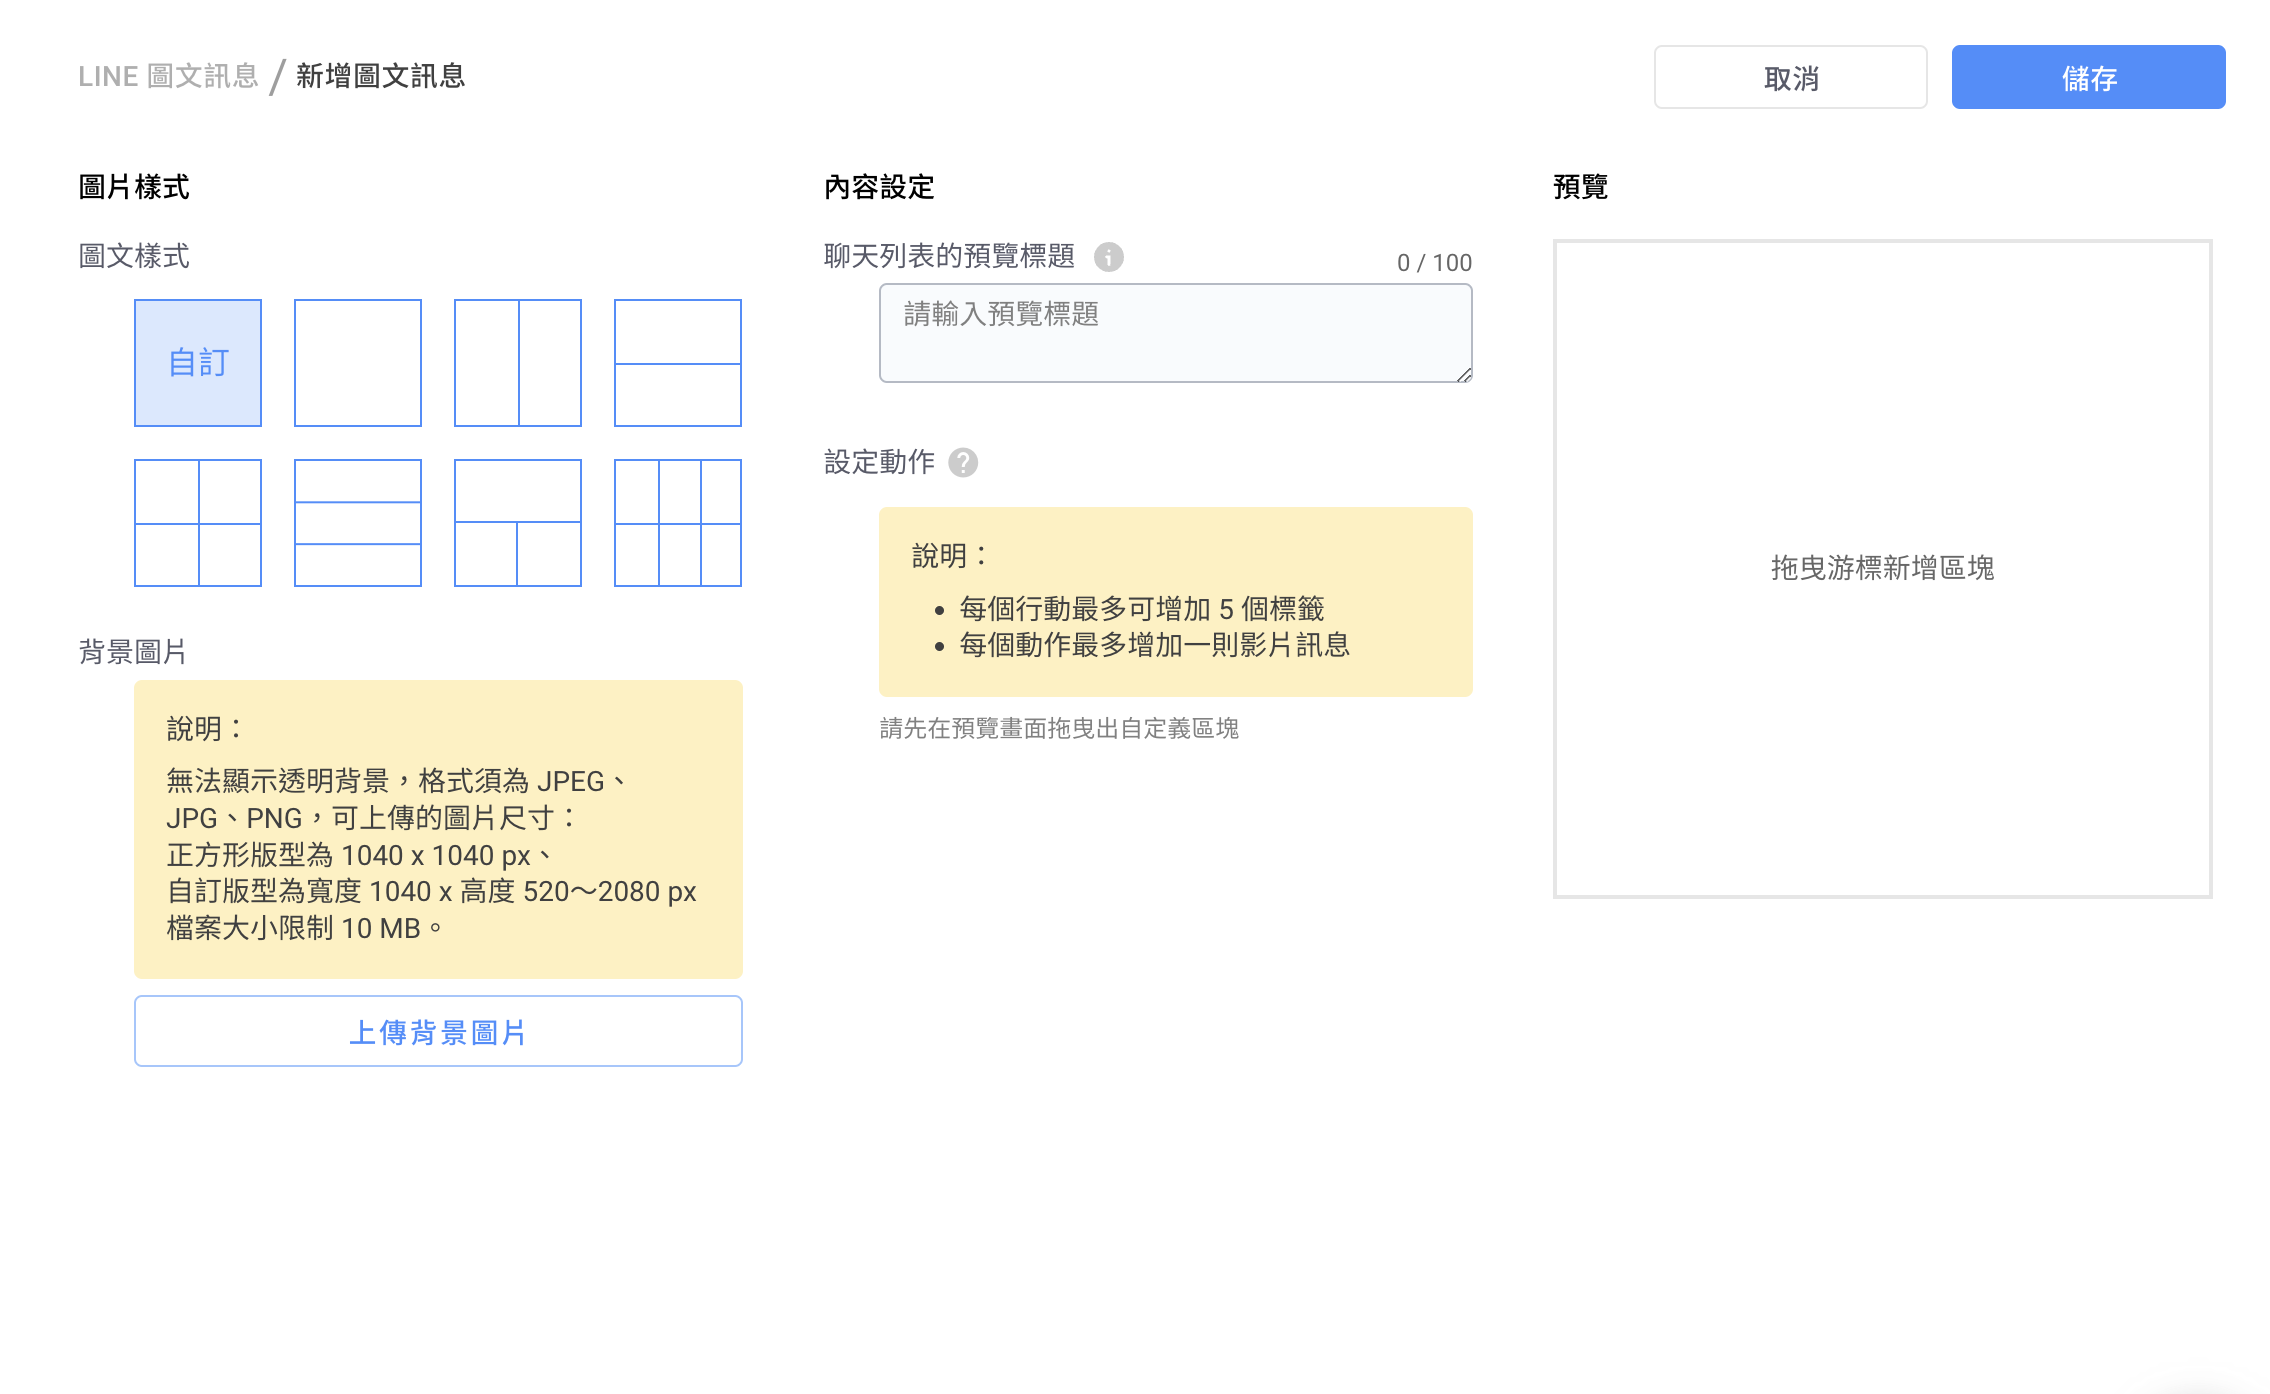 LINE 圖文訊息 / 新增圖文訊息
取消
儲存
圖片樣式
圖文樣式
自訂
背景圖片
說明：
無法顯示透明背景，格式須為 JPEG、
JPG、PNG，可上傳的圖片尺寸：
正方形版型為 1040 x 1040 px、
自訂版型為寬度 1040 x 高度 520～2080 px
檔案大小限制 10 MB。
上傳背景圖片
內容設定
聊天列表的預覽標題
0 / 100
請輸入預覽標題
設定動作
說明：
• 每個行動最多可增加 5 個標籤
• 每個動作最多增加一則影片訊息
請先在預覽畫面拖曳出自定義區塊
預覽
拖曳游標新增區塊